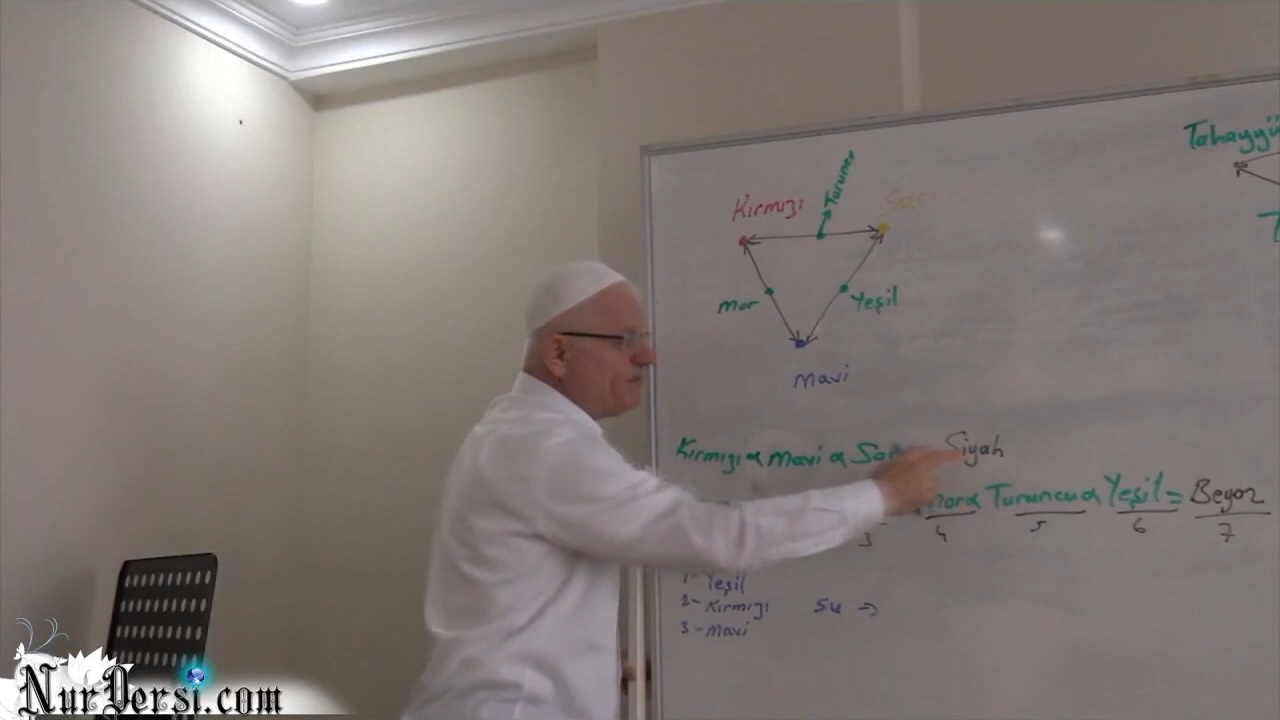 Tahayyü
Turuncu
Kırmızı
Sarı
Mor
Yeşil
Mavi
Kırmızı α Mavi α Sa Siyah
Mor α Turuncu α Yeşil = Beyaz
3 4 5 6 7
1- Yeşil
2- Kırmızı Su ⇒
3- Mavi
NurDersi.com